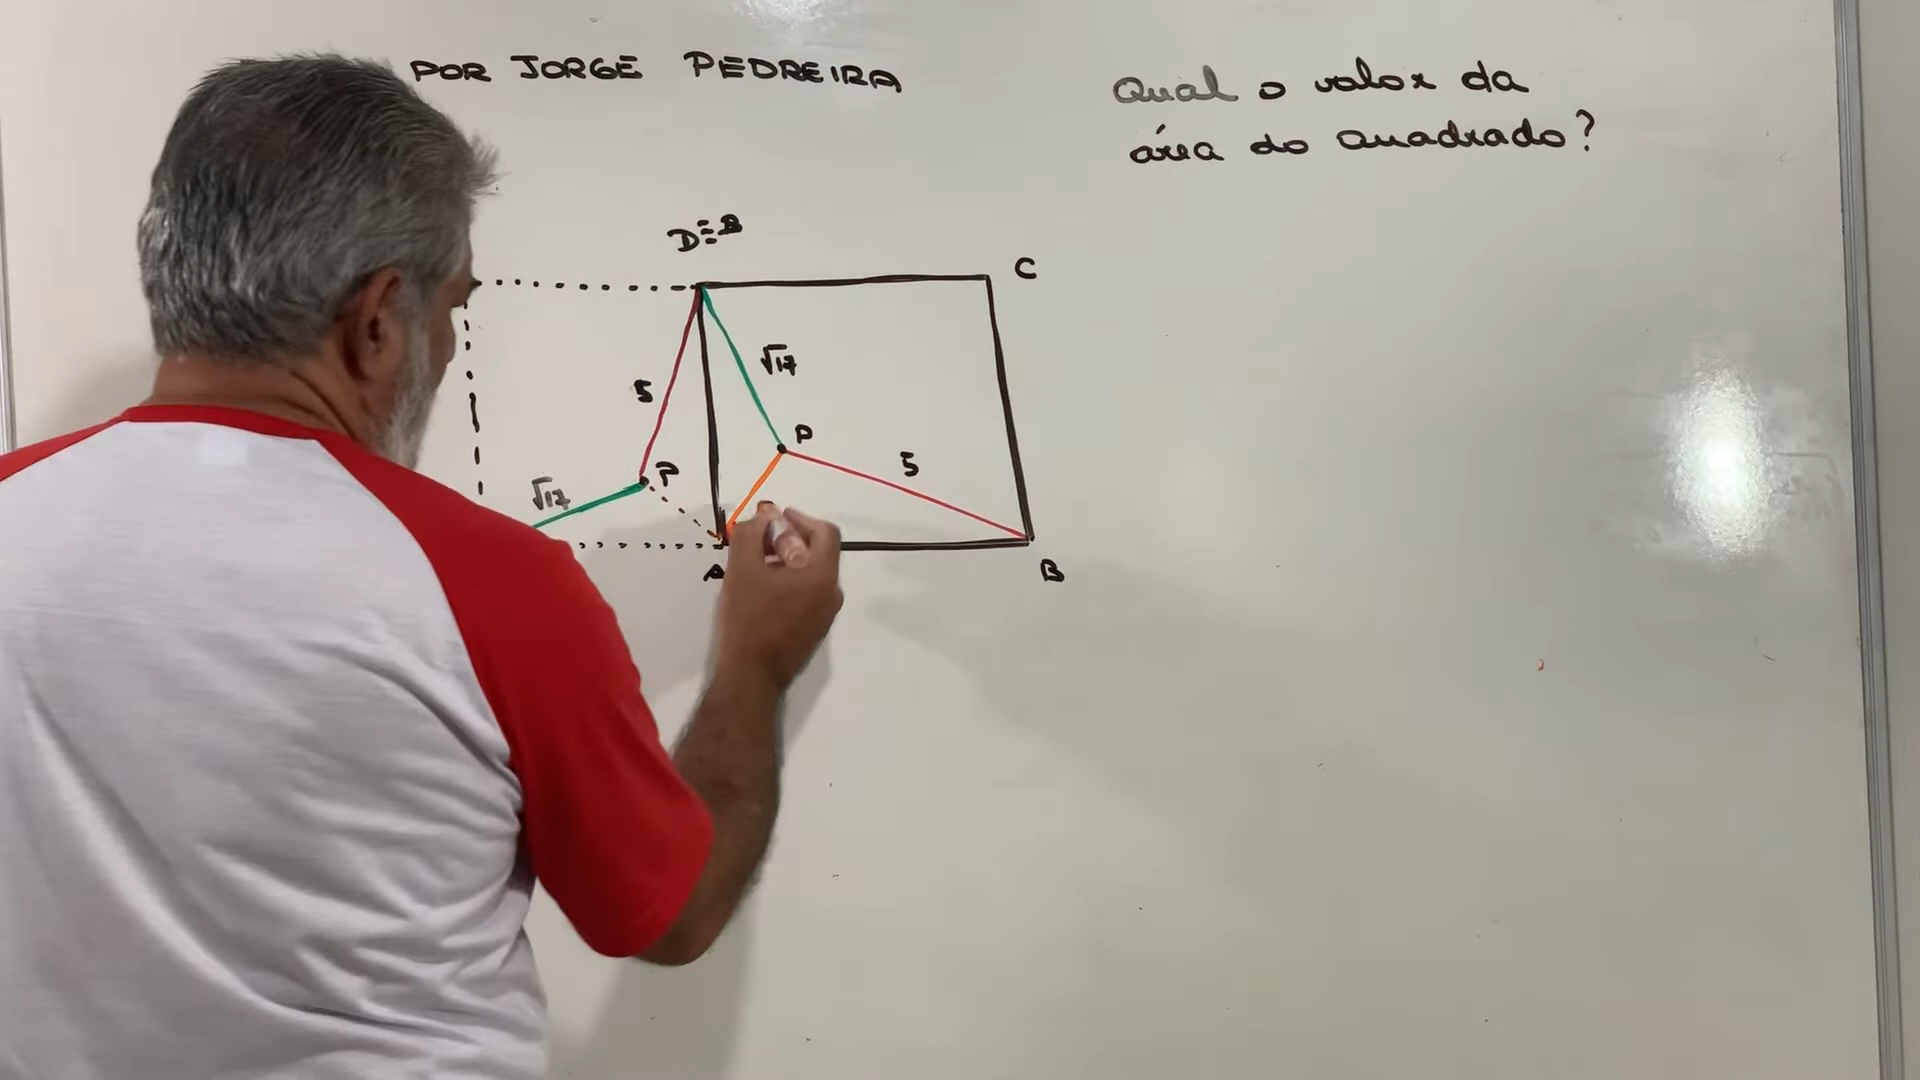 POR JORGE PEDREIRA
Qual o valor da
área do quadrado?
D≡B
C
√17
5
P
5
P
√17
A
B